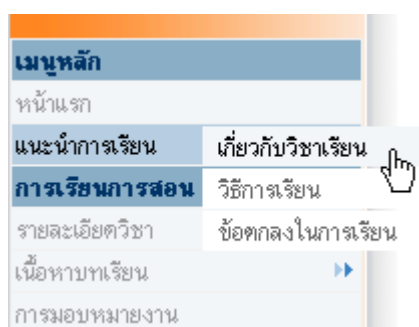 เมนูหลัก
หน้าแรก
แนะนำการเรียน
เกี่ยวกับวิชาเรียน
การเรียนการสอน
วิธีการเรียน
รายละเอียดวิชา
ข้อตกลงในการเรียน
เนื้อหาบทเรียน
การมอบหมายงาน